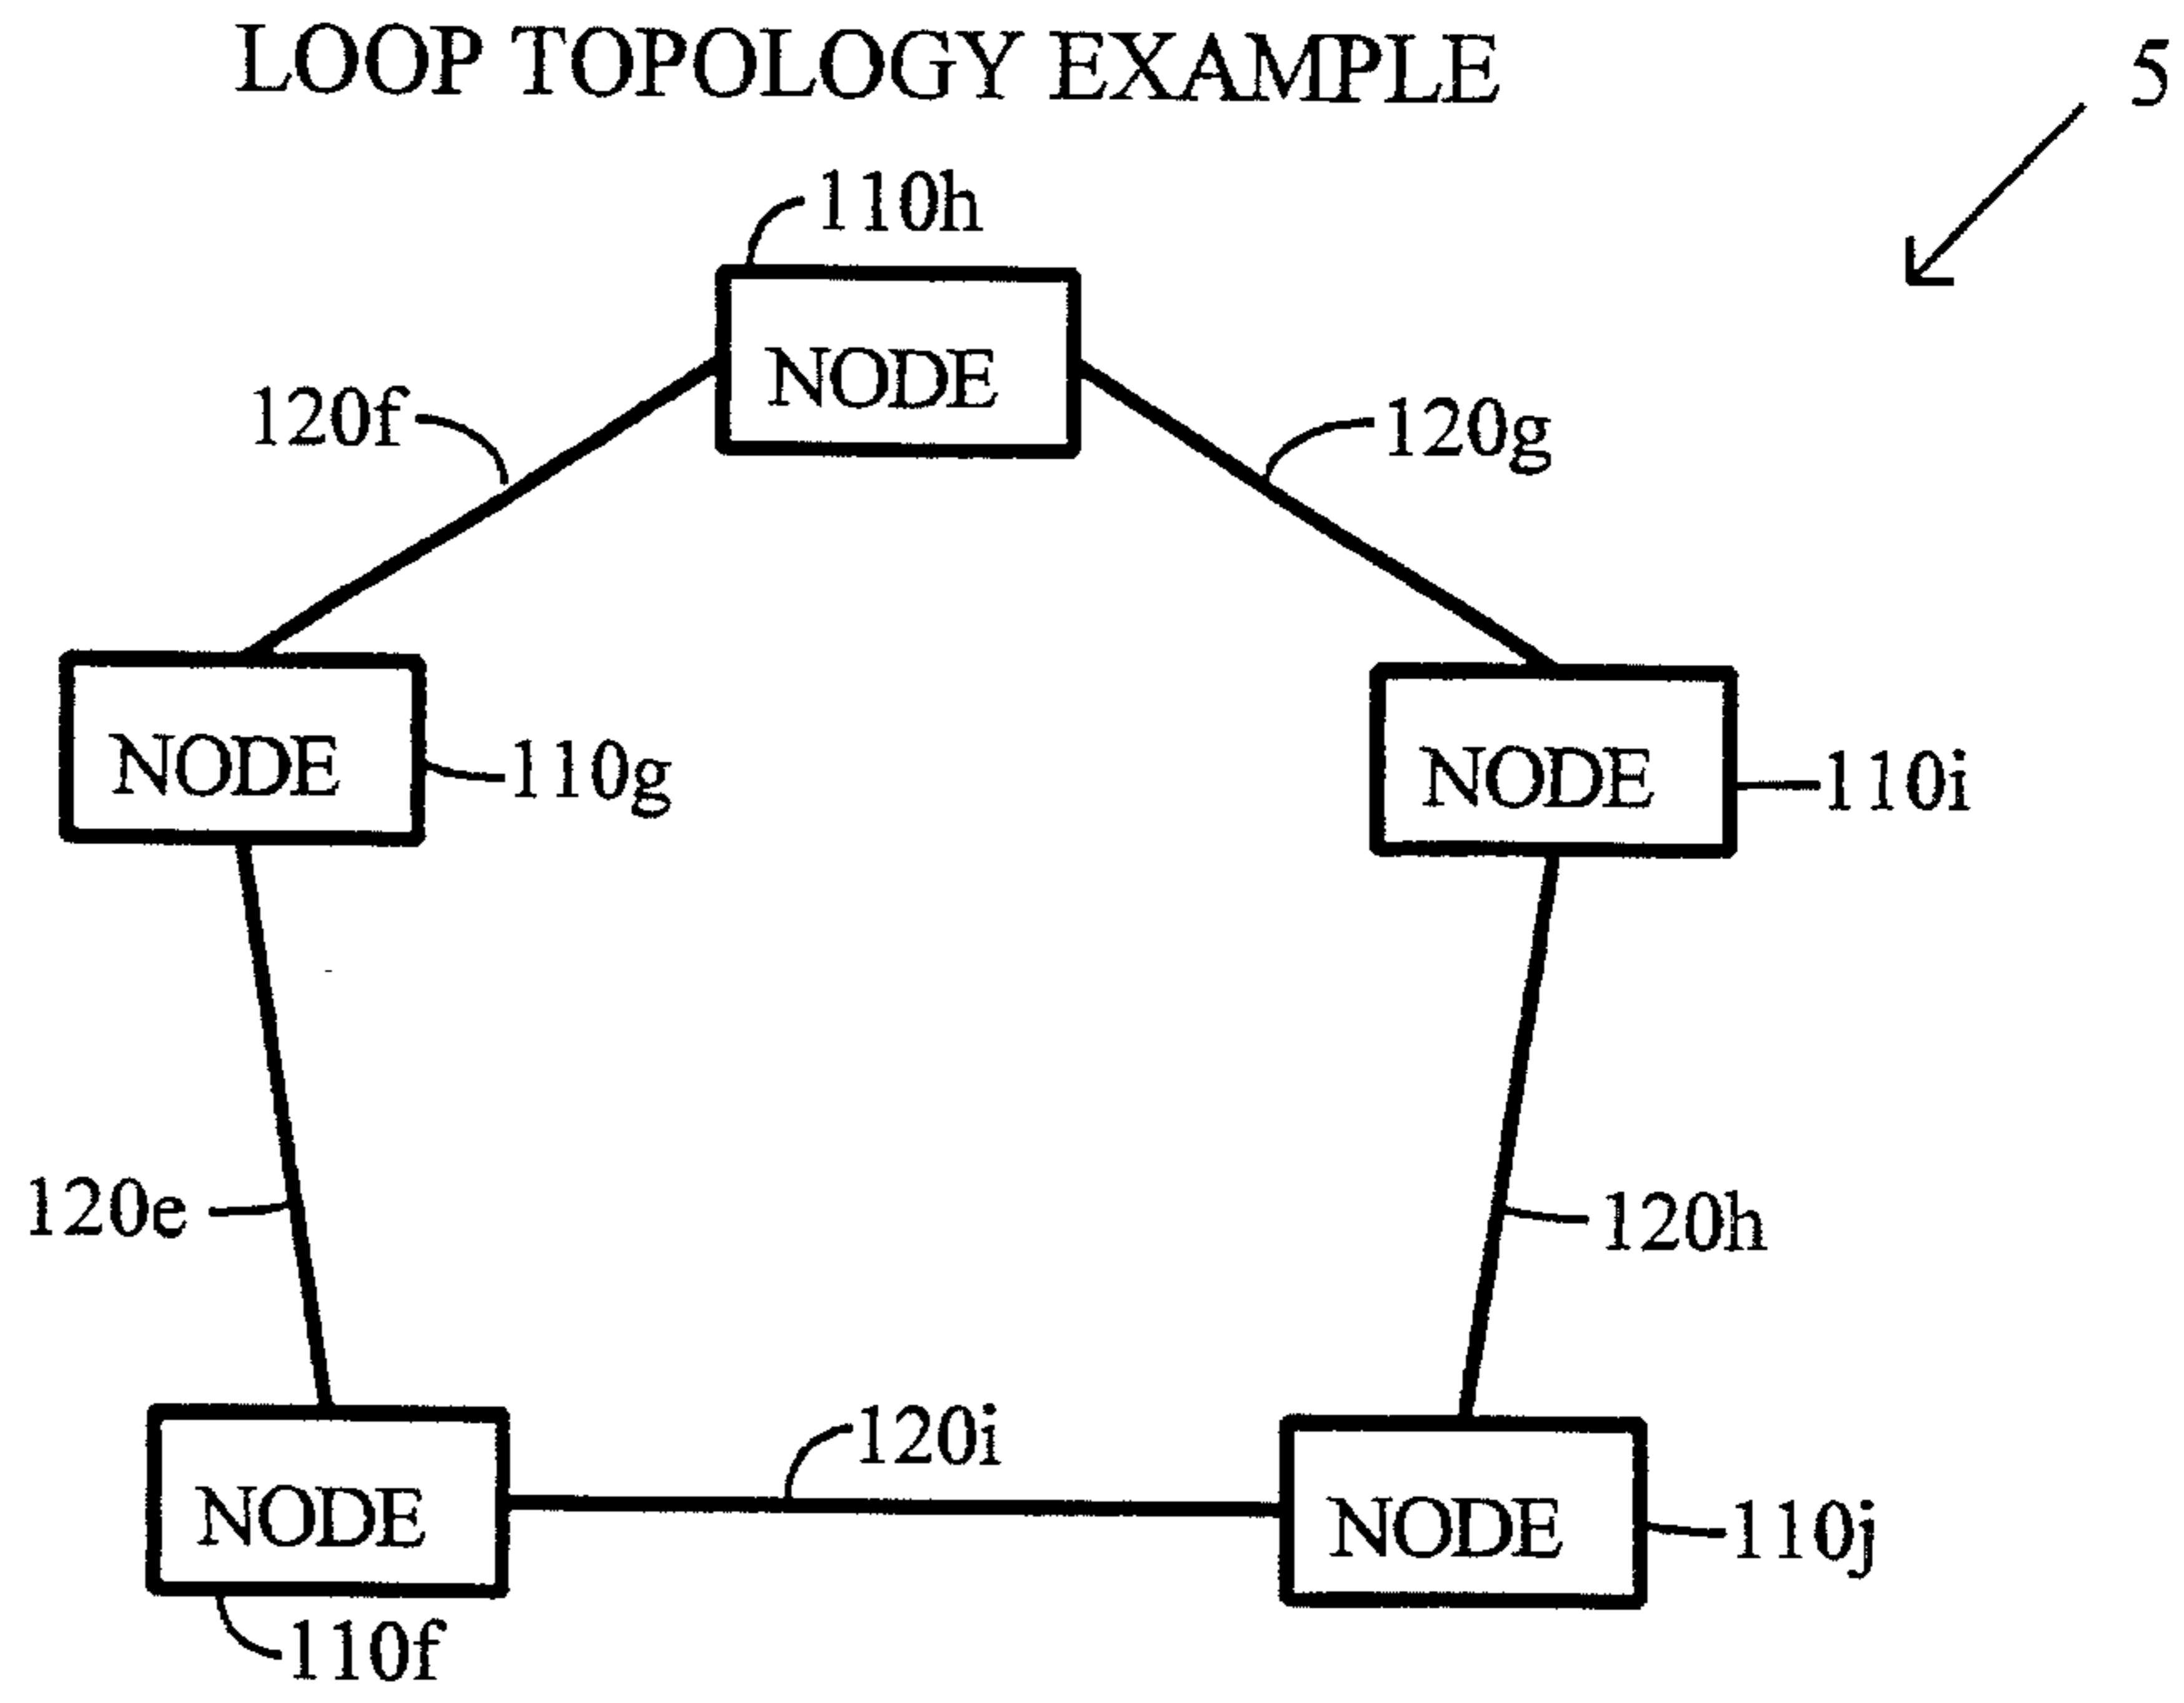 LOOP TOPOLOGY EXAMPLE
5
110h
NODE
120f
120g
NODE
110g
NODE
110i
120e
120h
120i
NODE
NODE
110j
110f